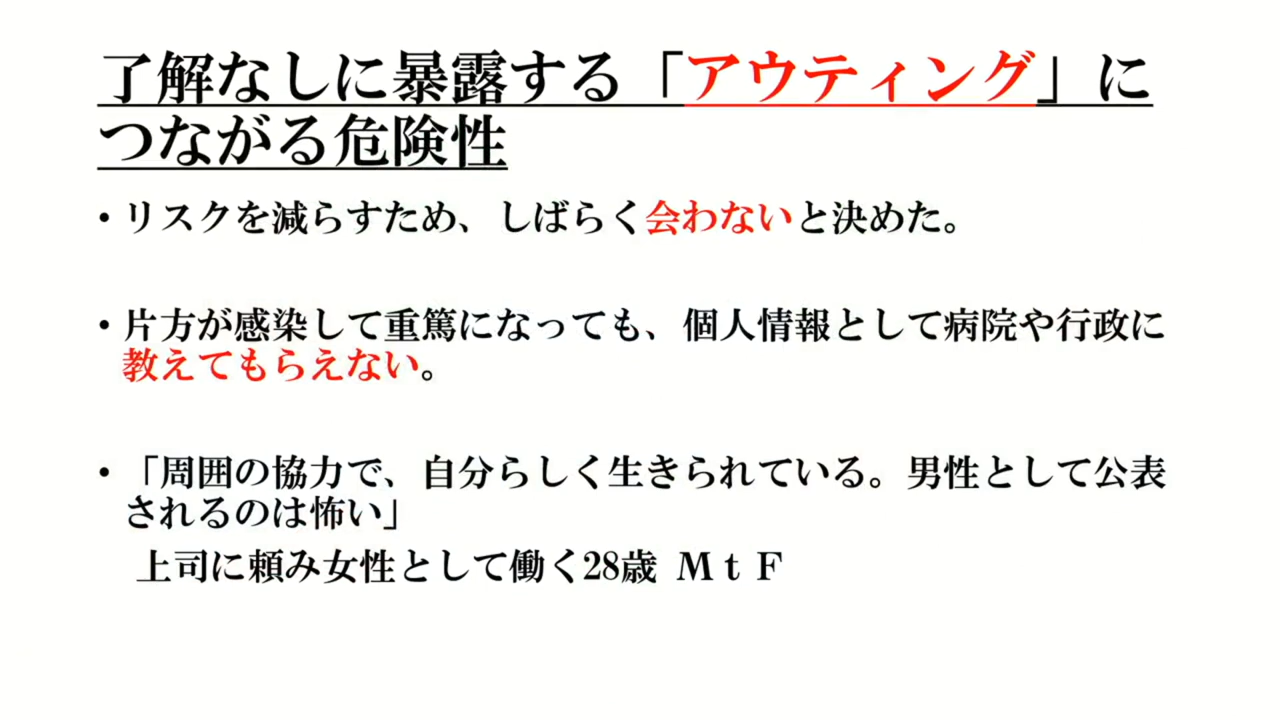 了解なしに暴露する「アウティング」に
つながる危険性
・リスクを減らすため、しばらく会わないと決めた。
・片方が感染して重篤になっても、個人情報として病院や行政に
教えてもらえない。
・「周囲の協力で、自分らしく生きられている。男性として公表
されるのは怖い」
上司に頼み女性として働く28歳 ＭｔＦ